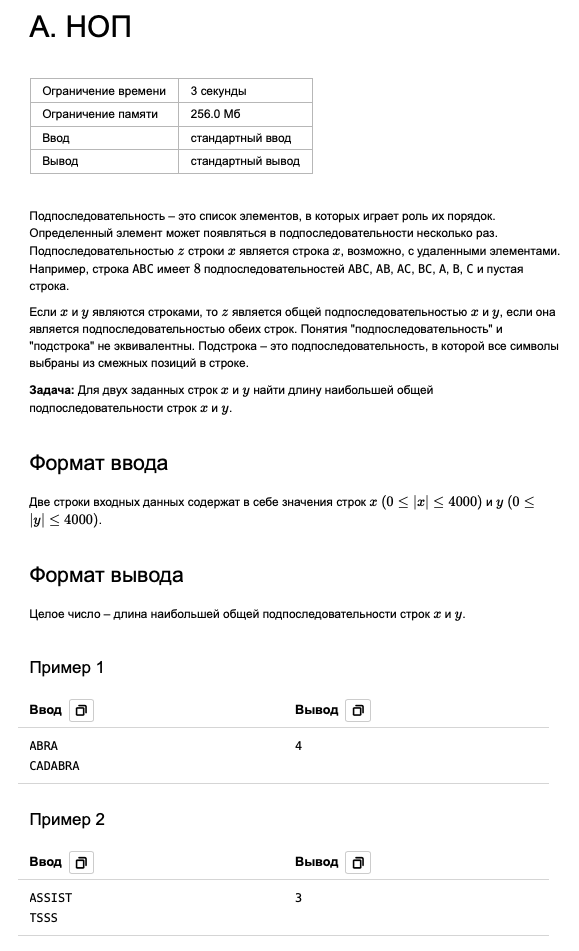 А. НОП
Ограничение времени 3 секунды
Ограничение памяти 256.0 Мб
Ввод стандартный ввод
Вывод стандартный вывод
Подпоследовательность – это список элементов, в которых играет роль их порядок.
Определенный элемент может появляться в подпоследовательности несколько раз.
Подпоследовательностью z строки x является строка x, возможно, с удаленными элементами.
Например, строка ABC имеет 8 подпоследовательностей ABC, AB, AC, BC, A, B, C и пустая
строка.
Если x и y являются строками, то z является общей подпоследовательностью x и y, если она
является подпоследовательностью обеих строк. Понятия "подпоследовательность" и
"подстрока" не эквивалентны. Подстрока – это подпоследовательность, в которой все символы
выбраны из смежных позиций в строке.
Задача: Для двух заданных строк x и y найти длину наибольшей общей
подпоследовательности строк x и y.
Формат ввода
Две строки входных данных содержат в себе значения строк x (0 ≤ |x| ≤ 4000) и y (0 ≤
|y| ≤ 4000).
Формат вывода
Целое число – длина наибольшей общей подпоследовательности строк x и y.
Пример 1
Ввод Вывод
ABRA 4
CADABRA
Пример 2
Ввод Вывод
ASSIST 3
TSSS